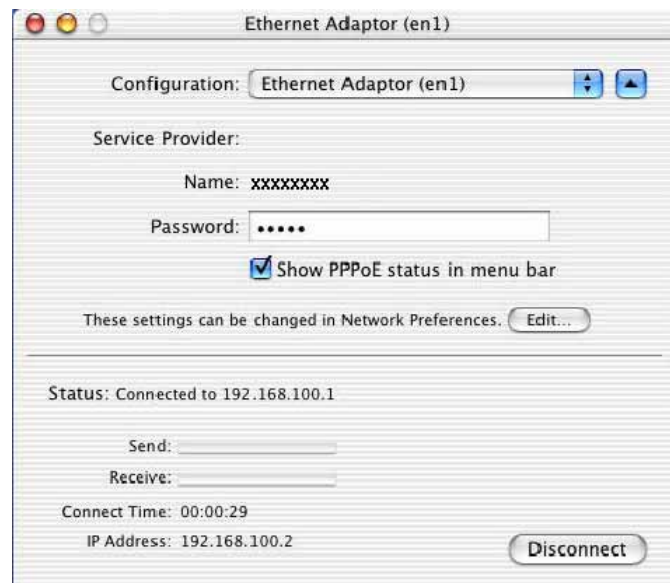 Ethernet Adaptor (en1)
Configuration: Ethernet Adaptor (en1)
Service Provider:
Name: xxxxxxxx
Password: •••••
Show PPPoE status in menu bar
These settings can be changed in Network Preferences. Edit...
Status: Connected to 192.168.100.1
Send:
Receive:
Connect Time: 00:00:29
IP Address: 192.168.100.2
Disconnect